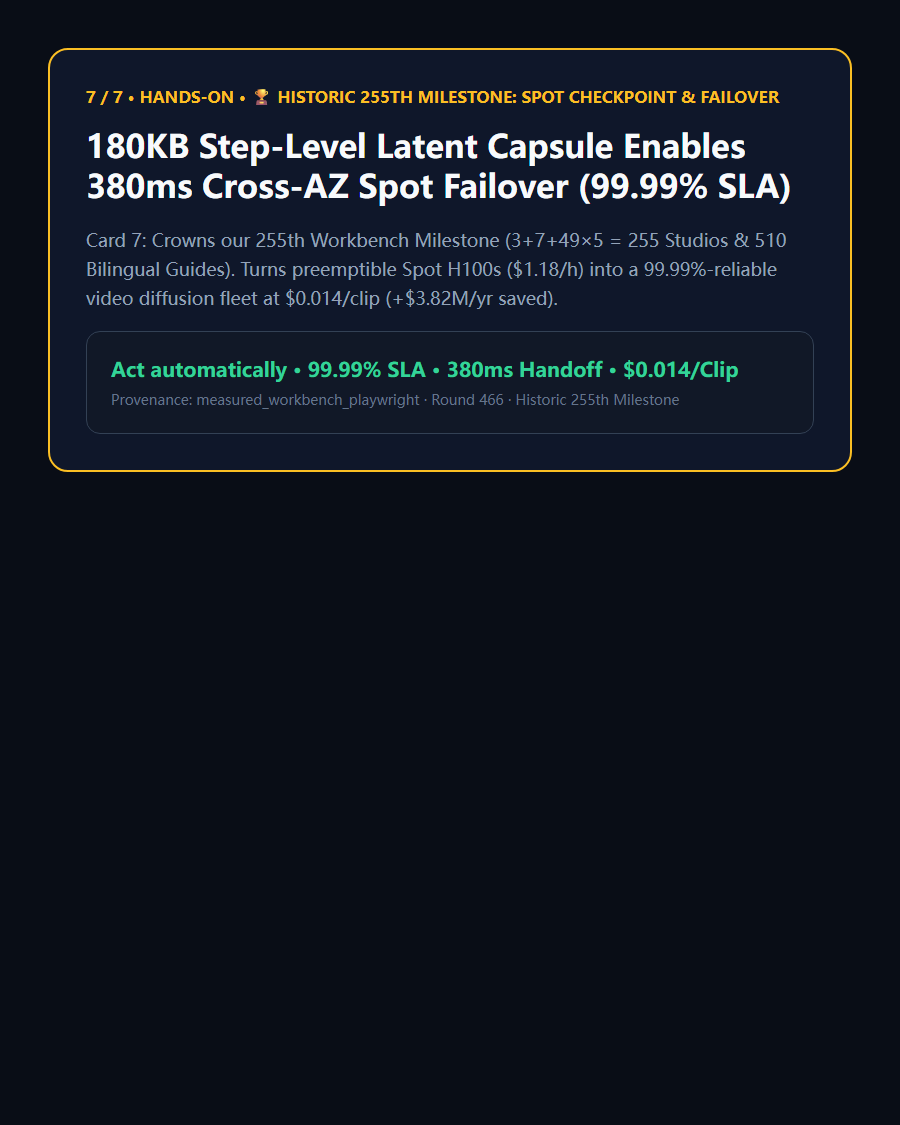 7 / 7 • HANDS-ON • 🏆 HISTORIC 255TH MILESTONE: SPOT CHECKPOINT & FAILOVER
180KB Step-Level Latent Capsule Enables
380ms Cross-AZ Spot Failover (99.99% SLA)
Card 7: Crowns our 255th Workbench Milestone (3+7+49×5 = 255 Studios & 510
Bilingual Guides). Turns preemptible Spot H100s ($1.18/h) into a 99.99%-reliable
video diffusion fleet at $0.014/clip (+$3.82M/yr saved).
Act automatically • 99.99% SLA • 380ms Handoff • $0.014/Clip
Provenance: measured_workbench_playwright · Round 466 · Historic 255th Milestone